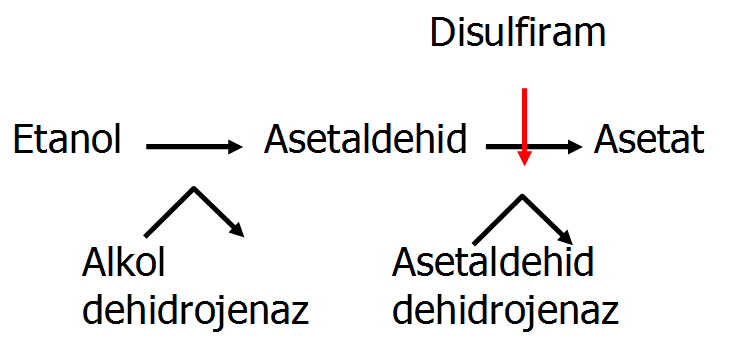 Disulfiram
Etanol Asetaldehid Asetat
Alkol
dehidrojenaz
Asetaldehid
dehidrojenaz